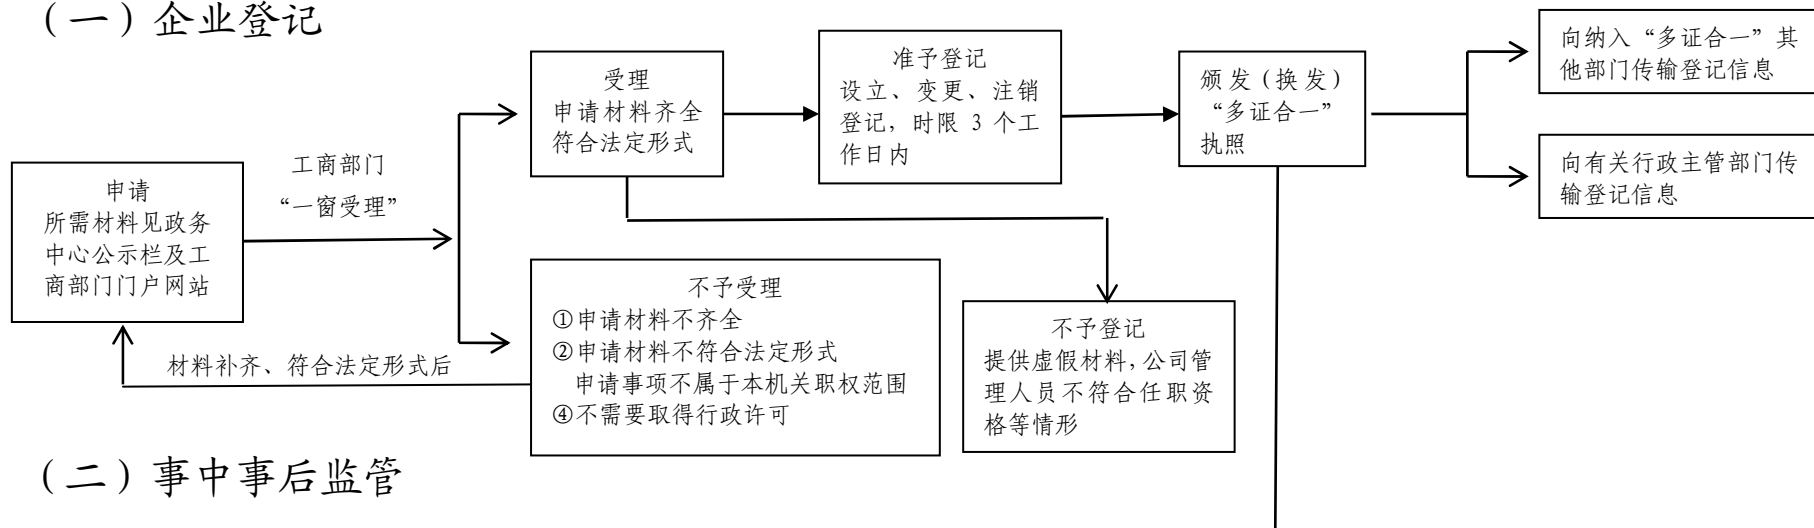 （一）企业登记
申请
所需材料见政务
中心公示栏及工
商部门门户网站
工商部门
“一窗受理”
受理
申请材料齐全
符合法定形式
准予登记
设立、变更、注销
登记，时限 3 个工
作日内
颁发（换发）
“多证合一”
执照
向纳入“多证合一”其
他部门传输登记信息
向有关行政主管部门传
输登记信息
不予受理
①申请材料不齐全
②申请材料不符合法定形式
申请事项不属于本机关职权范围
④不需要取得行政许可
材料补齐、符合法定形式后
不予登记
提供虚假材料，公司管
理人员不符合任职资
格等情形
（二）事中事后监管